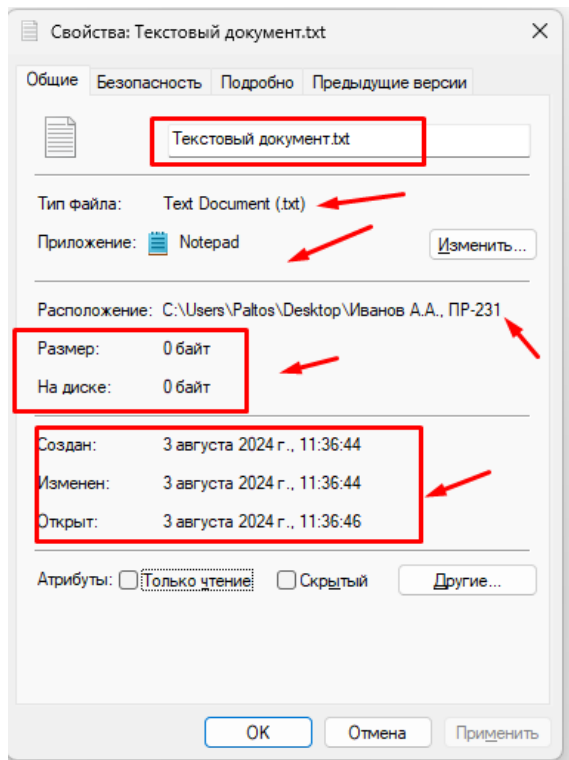 Свойства: Текстовый документ.txt
Общие Безопасность Подробно Предыдущие версии
Текстовый документ.txt
Тип файла: Text Document (.txt)
Приложение: Notepad Изменить...
Расположение: C:\Users\Paltos\Desktop\Иванов А.А., ПР-231
Размер: 0 байт
На диске: 0 байт
Создан: 3 августа 2024 г., 11:36:44
Изменен: 3 августа 2024 г., 11:36:44
Открыт: 3 августа 2024 г., 11:36:46
Атрибуты: Только чтение Скрытый Другие...
OK Отмена Применить